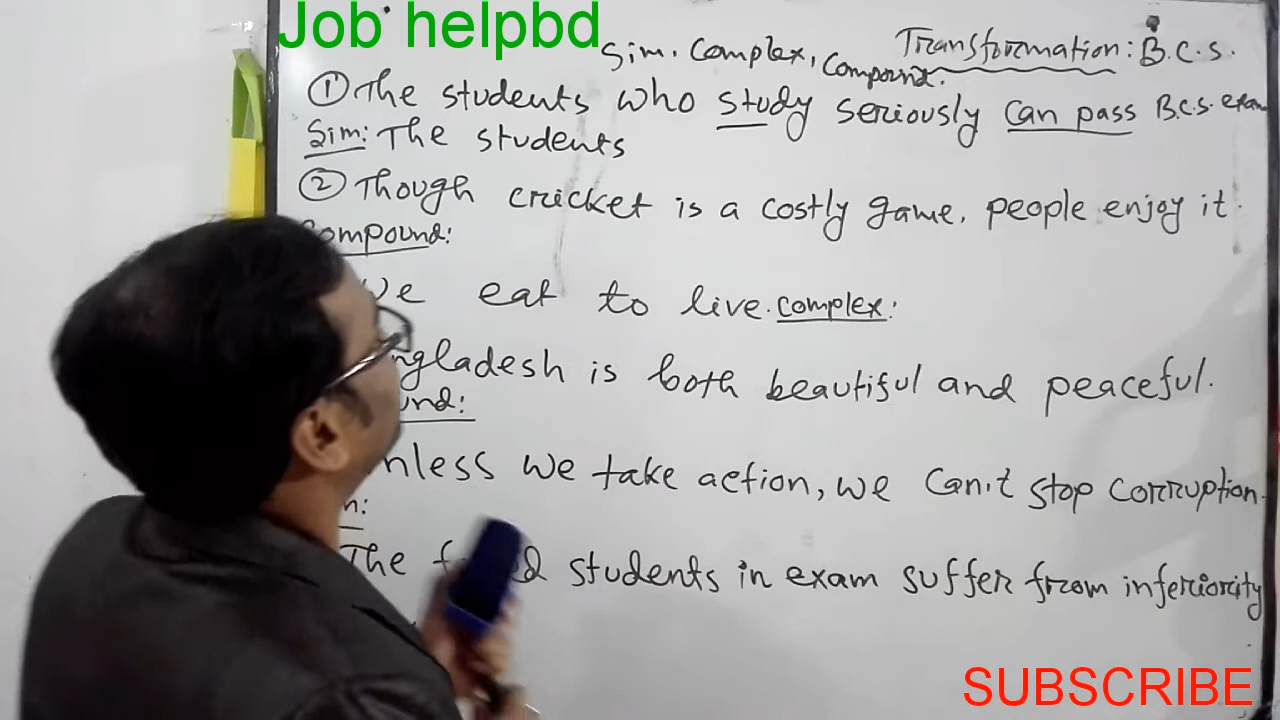 Job helpbd
Sim. Complex, Compound. Transformation: B.C.S.
① The students who study seriously can pass B.C.S. exam
Sim: The students
② Though cricket is a costly game, people enjoy it.
Compound:
We eat to live. complex:
ngladesh is both beautiful and peaceful.
und:
nless we take action, we can't stop corruption.
m:
The students in exam suffer from inferiority
SUBSCRIBE